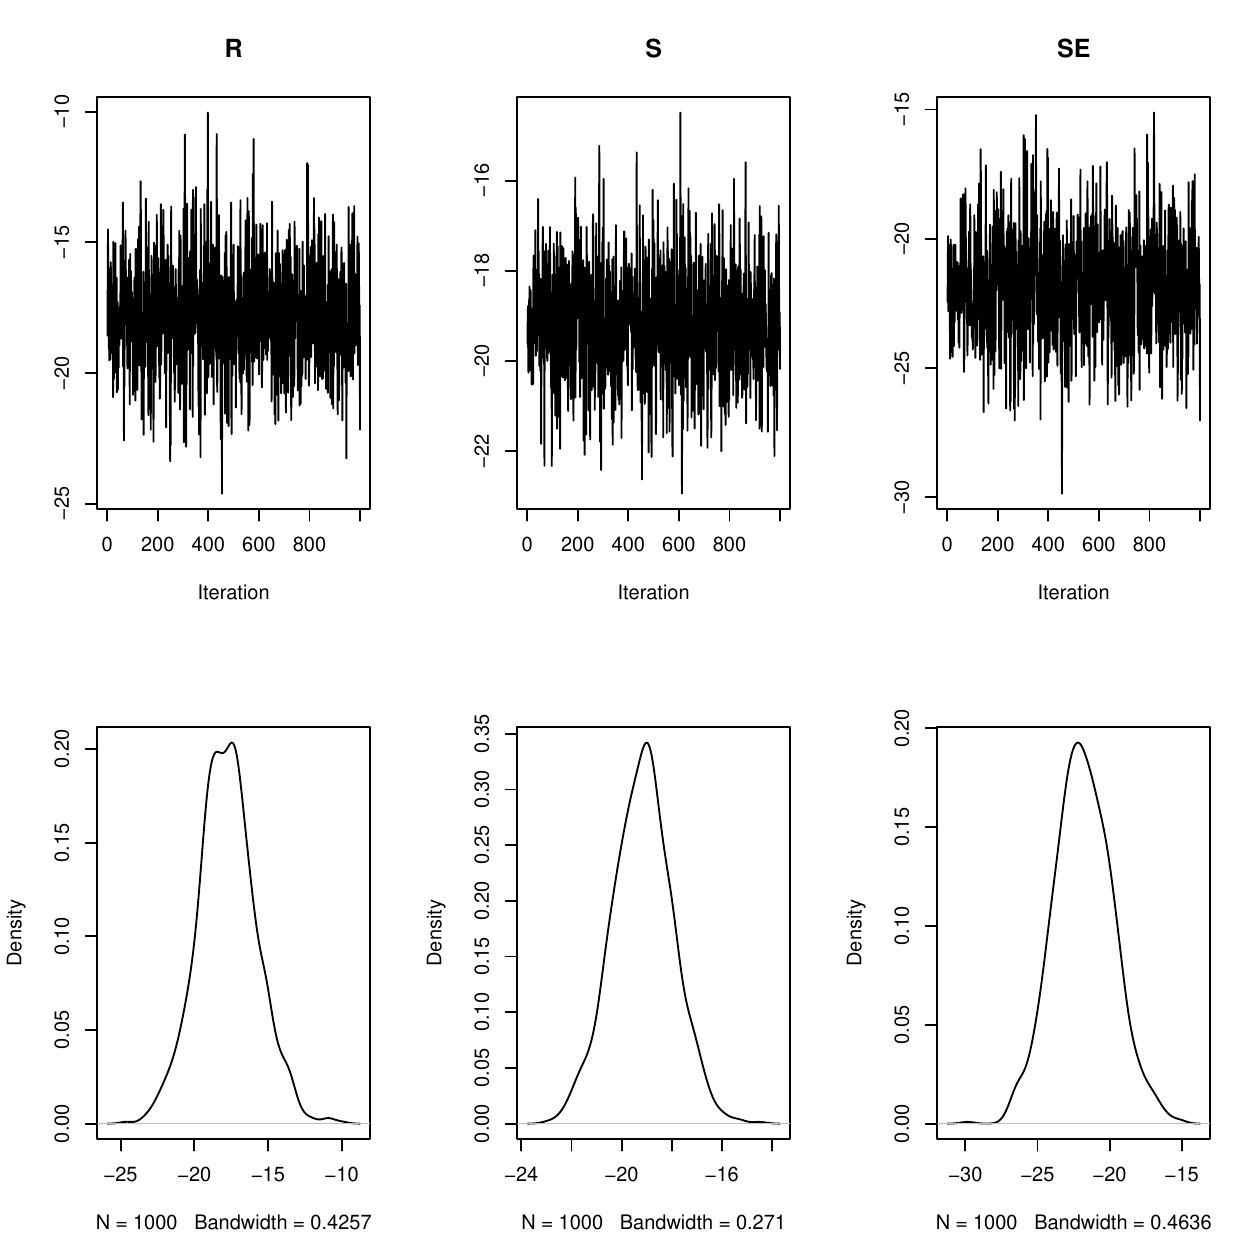 R
S
SE
−10
−15
−20
−25
−16
−18
−20
−22
−15
−20
−25
−30
0 200 400 600 800
0 200 400 600 800
0 200 400 600 800
Iteration
Iteration
Iteration
Density
0.00 0.05 0.10 0.15 0.20
Density
0.00 0.05 0.10 0.15 0.20 0.25 0.30 0.35
Density
0.00 0.05 0.10 0.15 0.20
−25 −20 −15 −10
−24 −20 −16
−30 −25 −20 −15
N = 1000 Bandwidth = 0.4257
N = 1000 Bandwidth = 0.271
N = 1000 Bandwidth = 0.4636